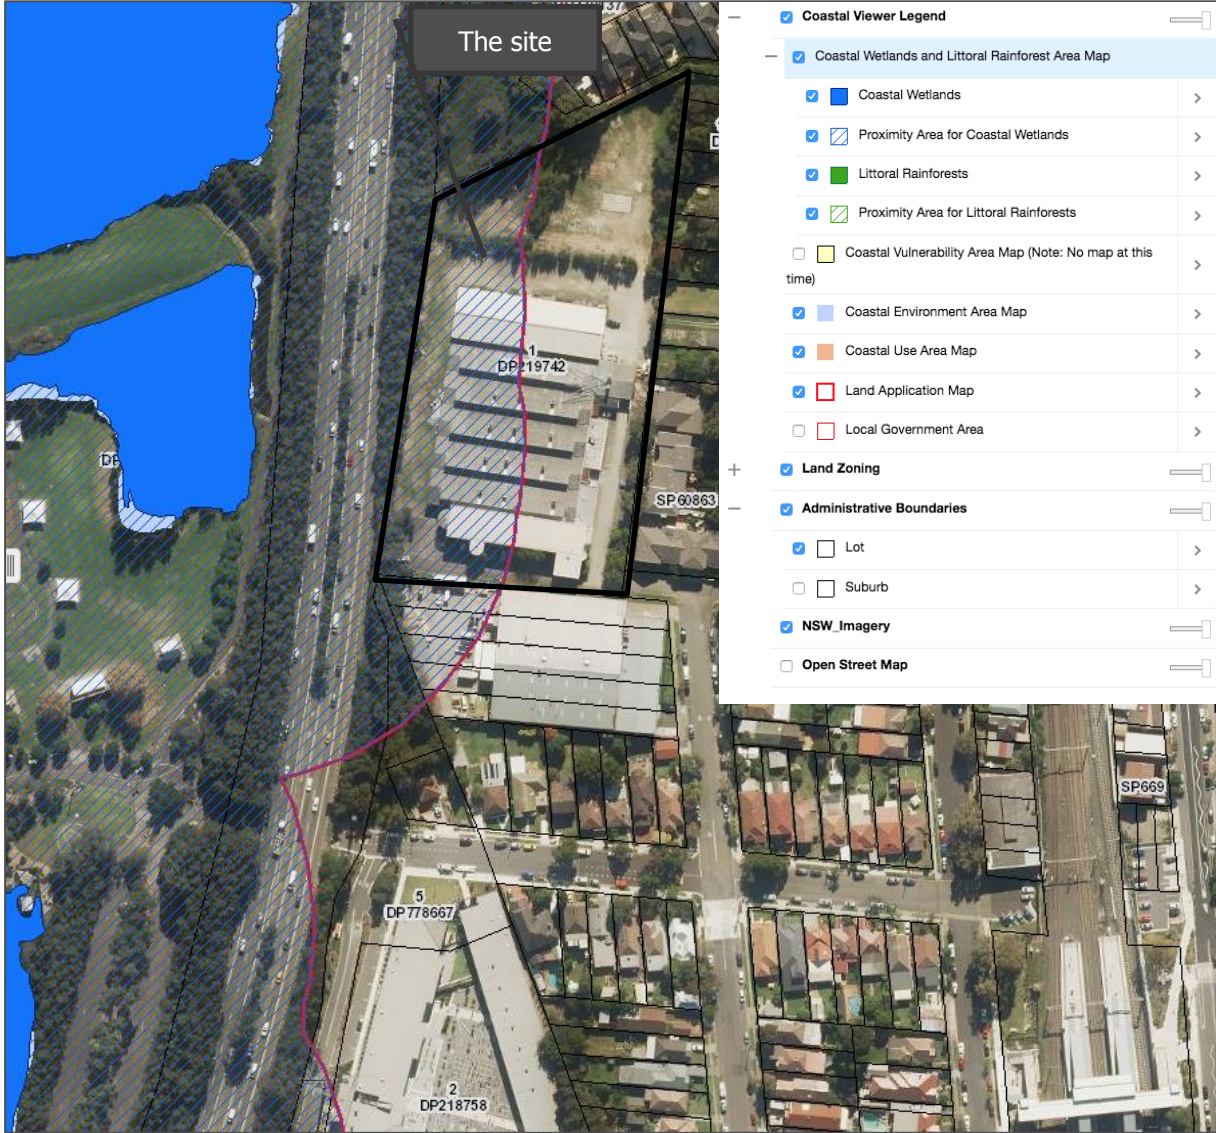 37
The site
1
DP219742
SP60863
5
DP778667
2
DP218758
SP669
Coastal Viewer Legend
Coastal Wetlands and Littoral Rainforest Area Map
Coastal Wetlands
Proximity Area for Coastal Wetlands
Littoral Rainforests
Proximity Area for Littoral Rainforests
Coastal Vulnerability Area Map (Note: No map at this
time)
Coastal Environment Area Map
Coastal Use Area Map
Land Application Map
Local Government Area
Land Zoning
Administrative Boundaries
Lot
Suburb
NSW_Imagery
Open Street Map